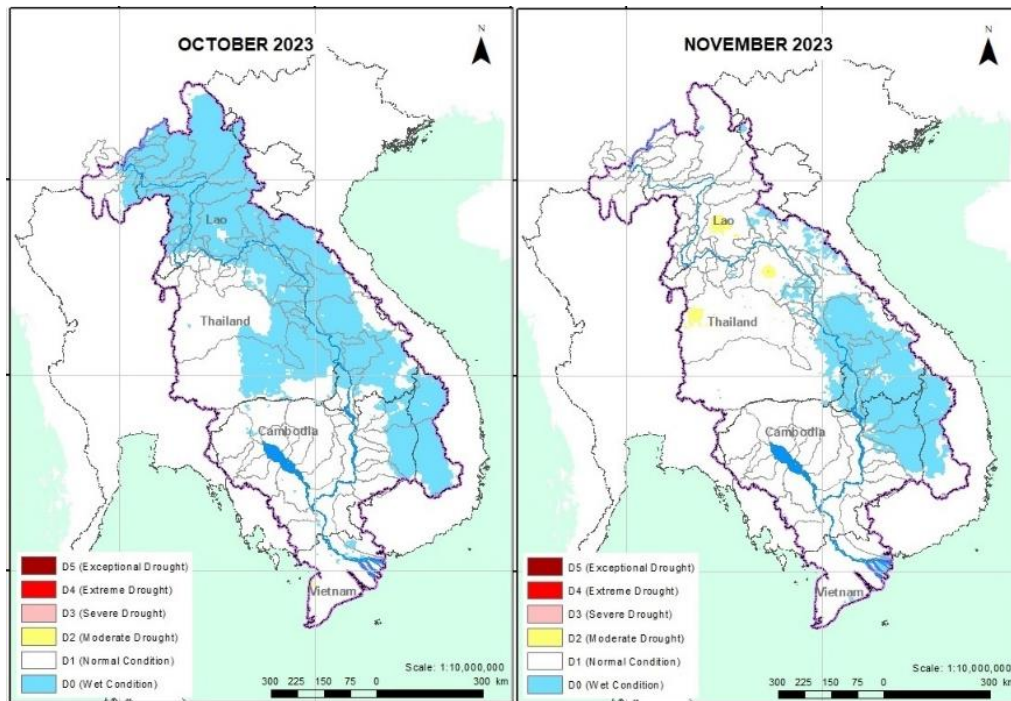 OCTOBER 2023
N
Lao
Thailand
Cambodia
Vietnam
D5 (Exceptional Drought)
D4 (Extreme Drought)
D3 (Severe Drought)
D2 (Moderate Drought)
D1 (Normal Condition)
D0 (Wet Condition)
Scale: 1:10,000,000
300 225 150 75 0 300 km
NOVEMBER 2023
N
Lao
Thailand
Cambodia
Vietnam
D5 (Exceptional Drought)
D4 (Extreme Drought)
D3 (Severe Drought)
D2 (Moderate Drought)
D1 (Normal Condition)
D0 (Wet Condition)
Scale: 1:10,000,000
300 225 150 75 0 300 km